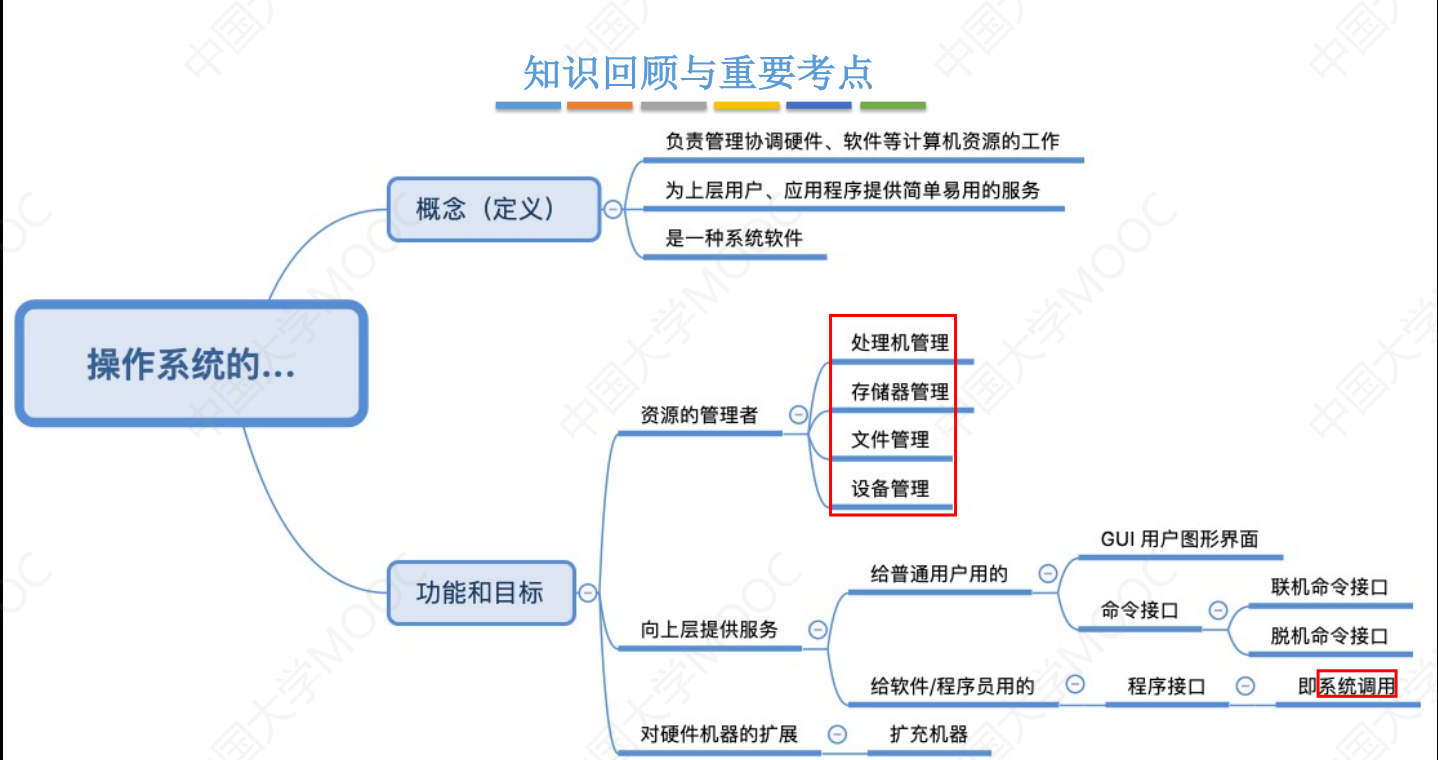 知识回顾与重要考点
负责管理协调硬件、软件等计算机资源的工作
概念（定义）
为上层用户、应用程序提供简单易用的服务
是一种系统软件
操作系统的...
处理机管理
存储器管理
资源的管理者
文件管理
设备管理
功能和目标
GUI 用户图形界面
给普通用户用的
联机命令接口
命令接口
脱机命令接口
向上层提供服务
给软件/程序员用的
程序接口
即系统调用
对硬件机器的扩展
扩充机器
中国大学MOOC